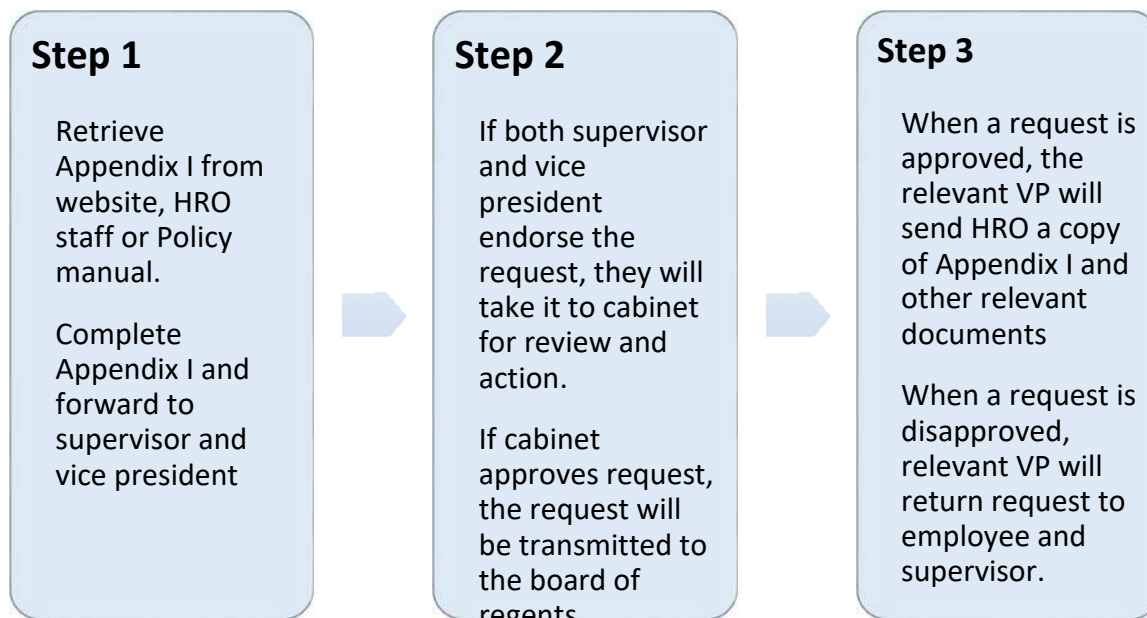 Step 1
Retrieve
Appendix I from
website, HRO
staff or Policy
manual.
Complete
Appendix I and
forward to
supervisor and
vice president
Step 2
If both supervisor
and vice
president
endorse the
request, they will
take it to cabinet
for review and
action.
If cabinet
approves request,
the request will
be transmitted to
the board of
regents
Step 3
When a request is
approved, the
relevant VP will
send HRO a copy
of Appendix I and
other relevant
documents
When a request is
disapproved,
relevant VP will
return request to
employee and
supervisor.